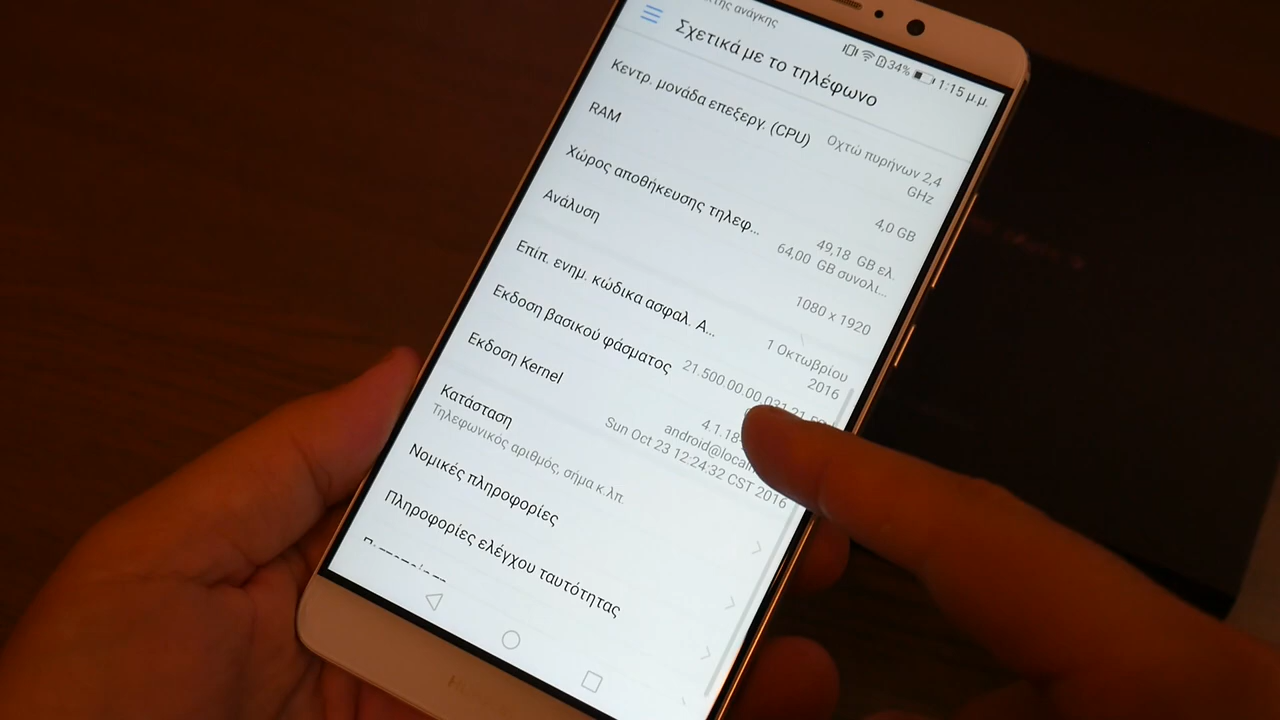 ανάγκης
34% 1:15 μ.μ.
Σχετικά με το τηλέφωνο
Κεντρ. μονάδα επεξεργ. (CPU)
Οχτώ πυρήνων 2,4
GHz
RAM
4,0 GB
Χώρος αποθήκευσης τηλεφ...
49,18 GB ελ.
64,00 GB συνολι...
Ανάλυση
1080 x 1920
Επίπ. ενημ. κώδικα ασφαλ. A...
1 Οκτωβρίου
2016
Έκδοση βασικού φάσματος
21.500.00.00.031.21.
Έκδοση Kernel
4.1.18
android@localh
Sun Oct 23 12:24:32 CST 2016
Κατάσταση
Τηλεφωνικός αριθμός, σήμα κ.λπ.
Νομικές πληροφορίες
Πληροφορίες ελέγχου ταυτότητας